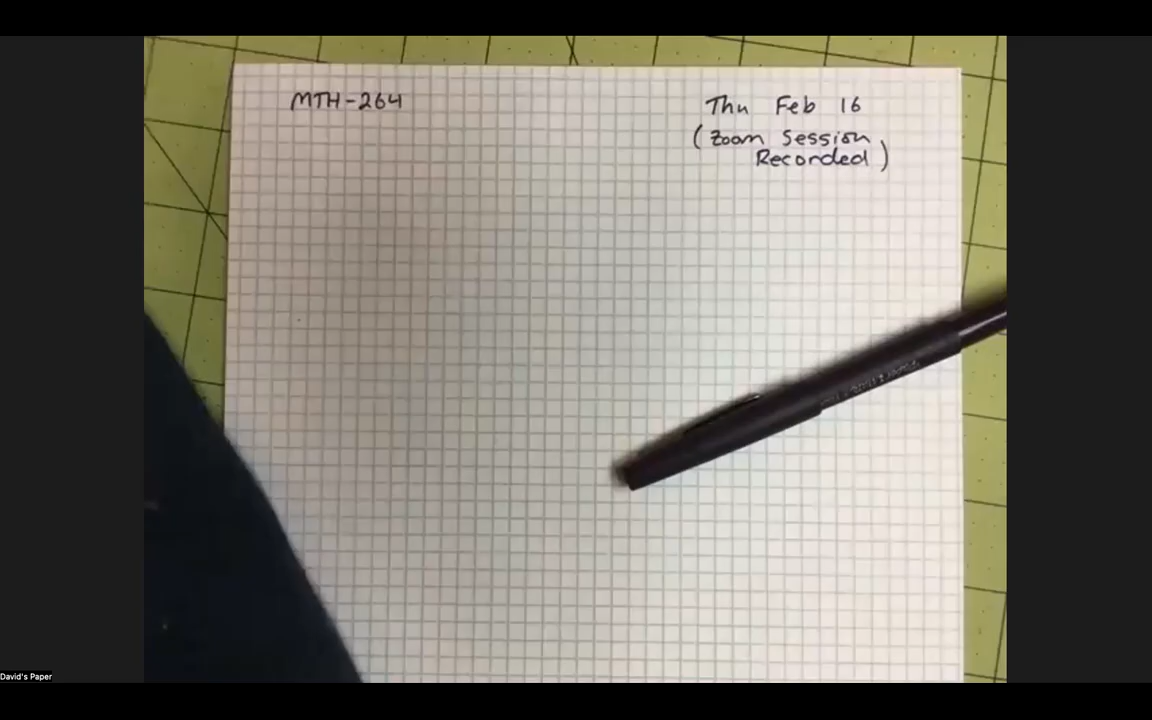 MTH-264
Thu Feb 16
(Zoom Session
Recorded)
David's Paper